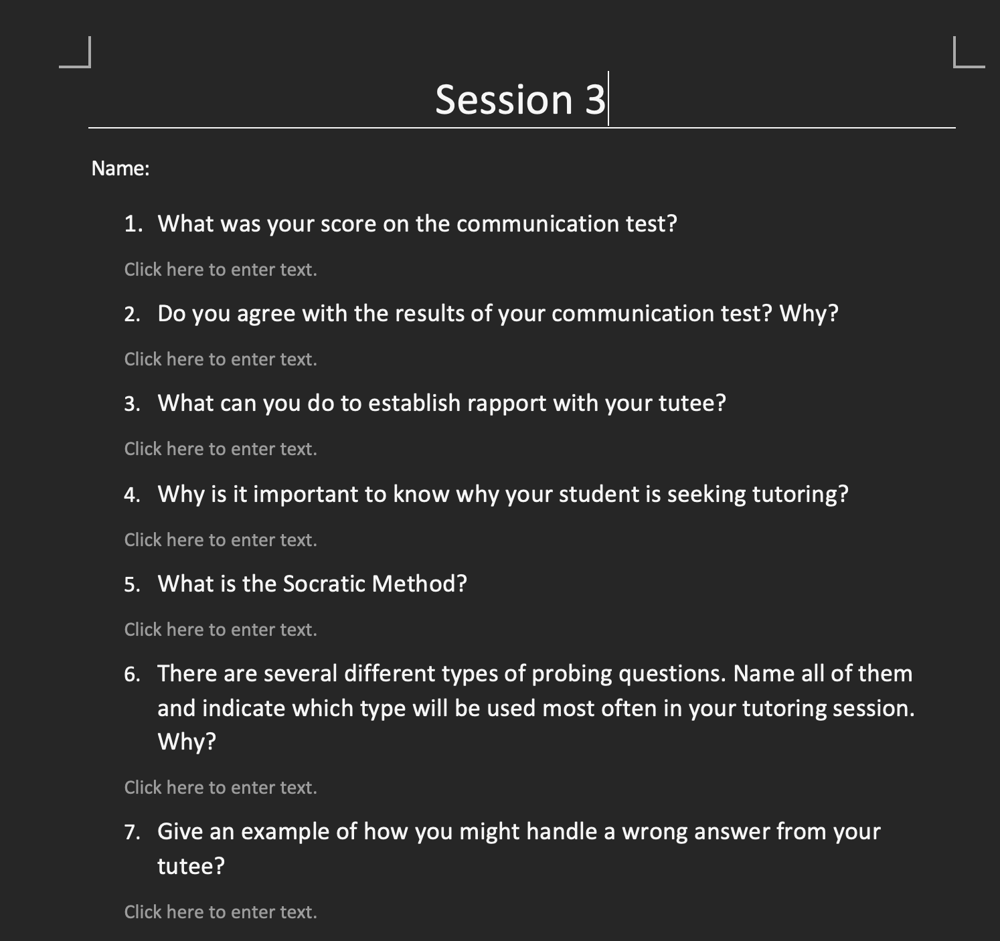 Session 3
Name:
1. What was your score on the communication test?
Click here to enter text.
2. Do you agree with the results of your communication test? Why?
Click here to enter text.
3. What can you do to establish rapport with your tutee?
Click here to enter text.
4. Why is it important to know why your student is seeking tutoring?
Click here to enter text.
5. What is the Socratic Method?
Click here to enter text.
6. There are several different types of probing questions. Name all of them
and indicate which type will be used most often in your tutoring session.
Why?
Click here to enter text.
7. Give an example of how you might handle a wrong answer from your
tutee?
Click here to enter text.